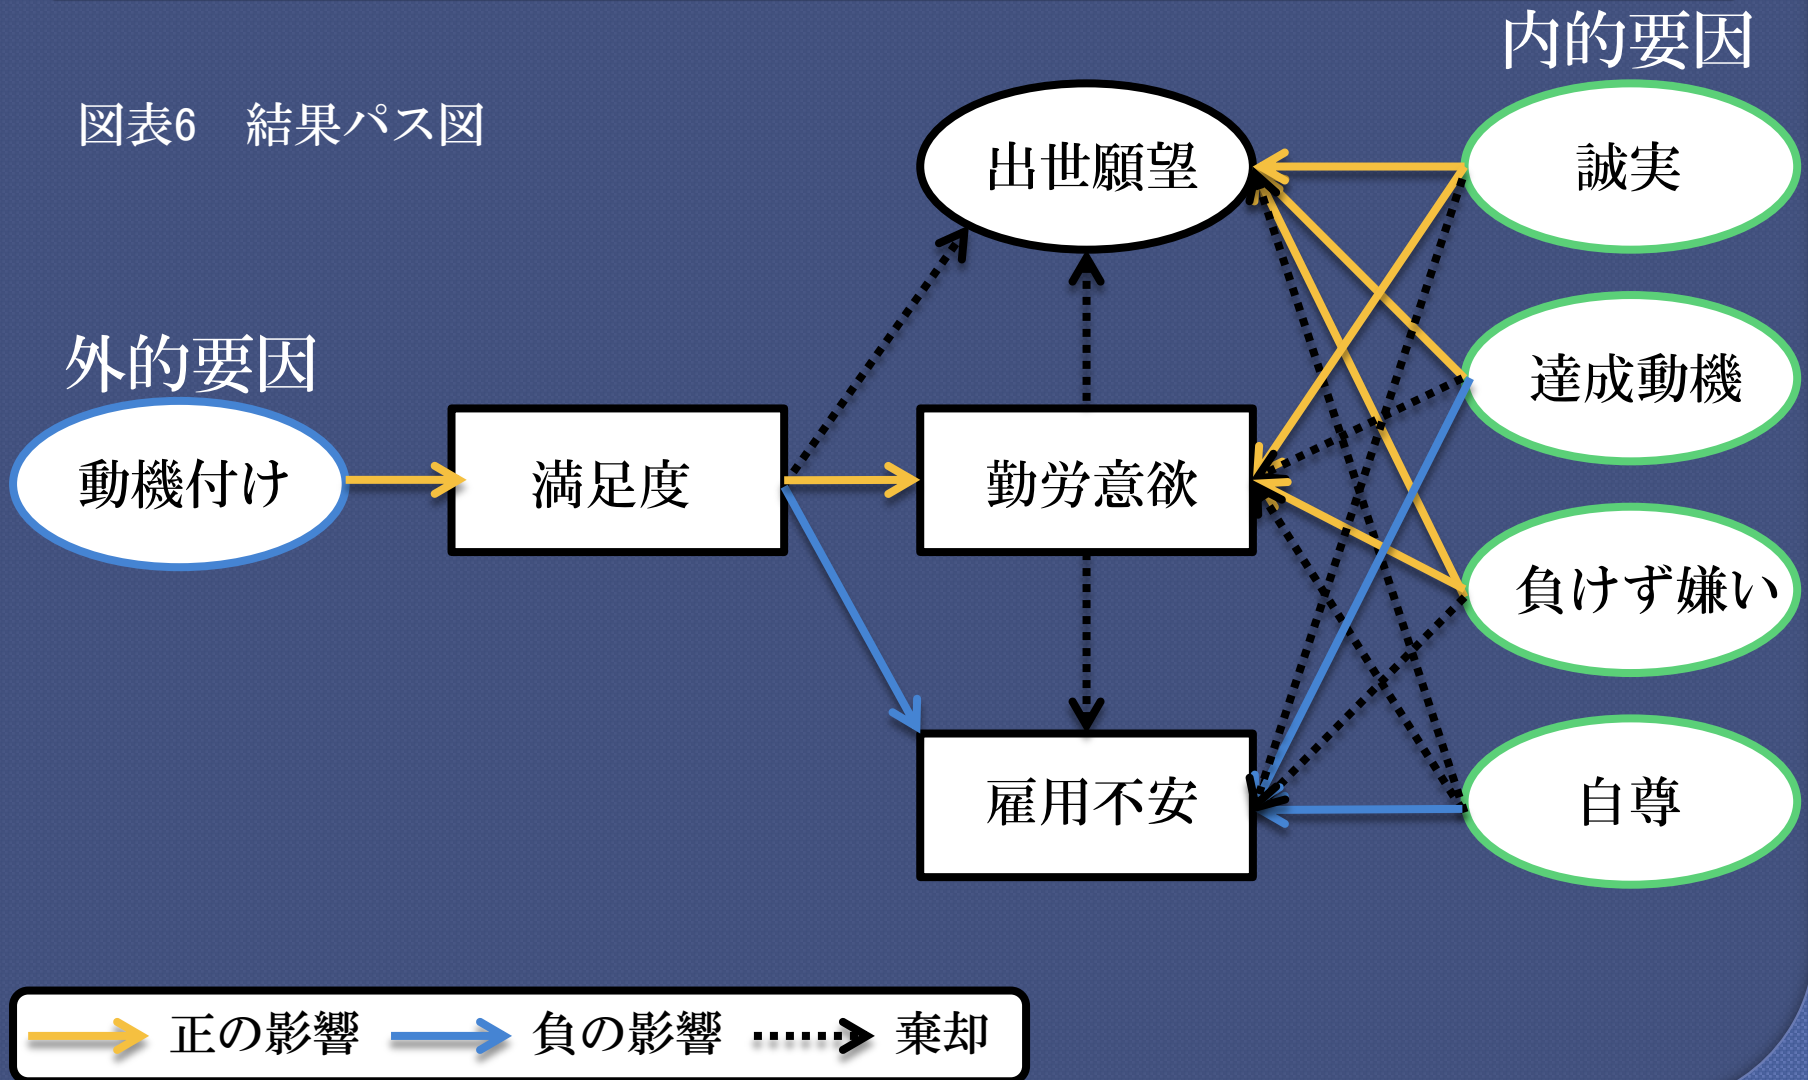 図表6　結果パス図
内的要因
外的要因
動機付け
満足度
出世願望
勤労意欲
雇用不安
誠実
達成動機
負けず嫌い
自尊
正の影響
負の影響
棄却